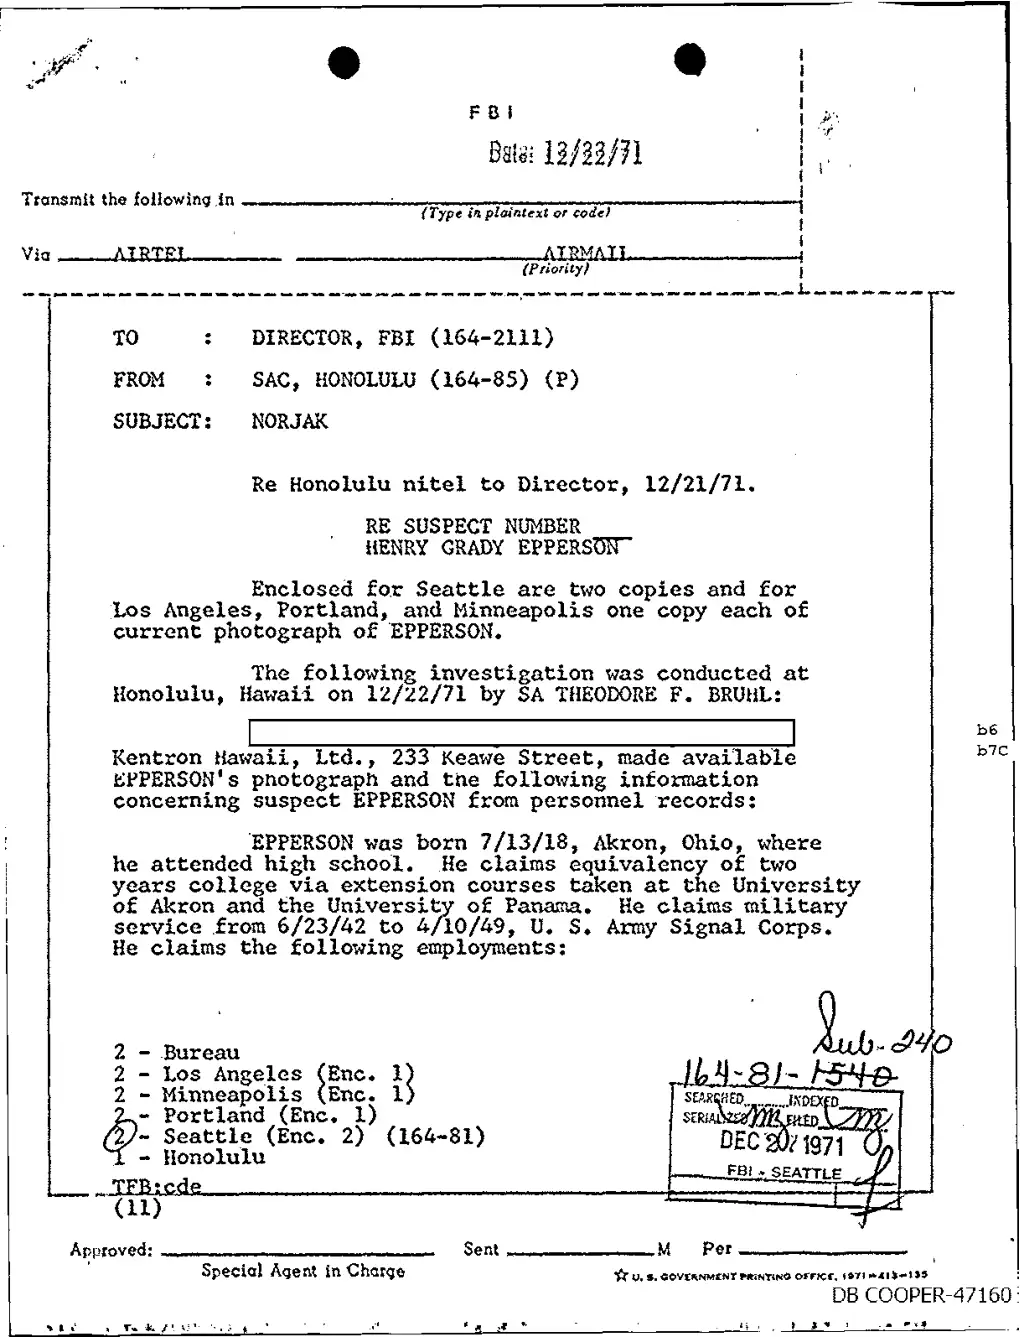 FBI
Date: 12/22/71
Transmit the following in
(Type in plaintext or code)
Via AIRTEL AIRMAIL
(Priority)
TO : DIRECTOR, FBI (164-2111)
FROM : SAC, HONOLULU (164-85) (P)
SUBJECT: NORJAK
Re Honolulu nitel to Director, 12/21/71.
RE SUSPECT NUMBER
HENRY GRADY EPPERSON
Enclosed for Seattle are two copies and for
Los Angeles, Portland, and Minneapolis one copy each of
current photograph of EPPERSON.
The following investigation was conducted at
Honolulu, Hawaii on 12/22/71 by SA THEODORE F. BRUHL:
b6
b7C
Kentron Hawaii, Ltd., 233 Keawe Street, made available
EPPERSON's photograph and the following information
concerning suspect EPPERSON from personnel records:
EPPERSON was born 7/13/18, Akron, Ohio, where
he attended high school. He claims equivalency of two
years college via extension courses taken at the University
of Akron and the University of Panama. He claims military
service from 6/23/42 to 4/10/49, U. S. Army Signal Corps.
He claims the following employments:
2 - Bureau
2 - Los Angeles (Enc. 1)
2 - Minneapolis (Enc. 1)
2 - Portland (Enc. 1)
2 - Seattle (Enc. 2) (164-81)
1 - Honolulu
TFB:cde
(11)
Sub-240
164-81-1540
SEARCHED INDEXED
SERIALIZED FILED
DEC 1971
FBI - SEATTLE
Approved: Sent M Per
Special Agent in Charge
☆ U. S. GOVERNMENT PRINTING OFFICE, 1971-413-135
DB COOPER-47160